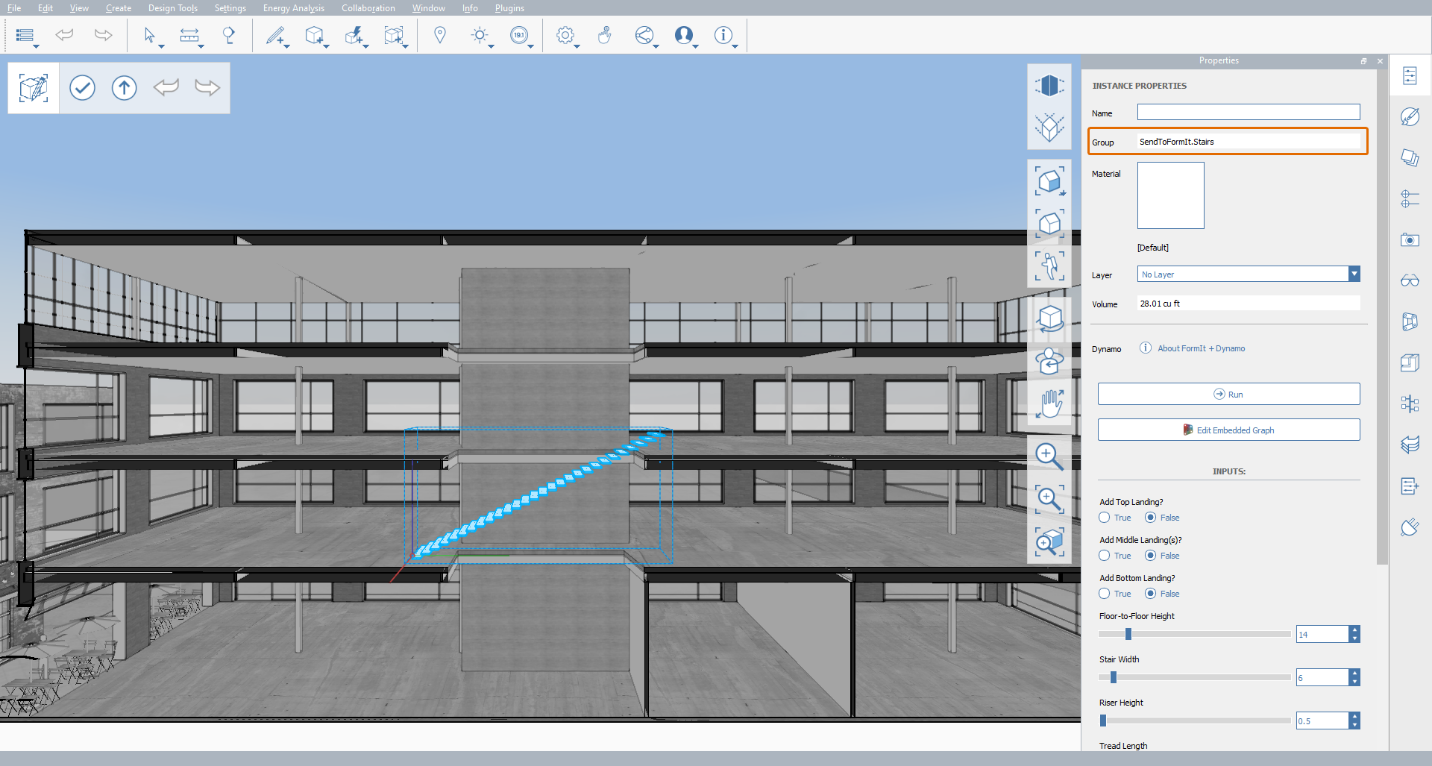 File Edit View Create Design Tools Settings Energy Analysis Collaboration Window Info Plugins
19.1
Properties
INSTANCE PROPERTIES
Name
Group SendToFormIt.Stairs
Material
[Default]
Layer No Layer
Volume 28.01 cu ft
Dynamo About FormIt + Dynamo
Run
Edit Embedded Graph
INPUTS:
Add Top Landing?
True False
Add Middle Landing(s)?
True False
Add Bottom Landing?
True False
Floor-to-Floor Height
14
Stair Width
6
Riser Height
0.5
Tread Length